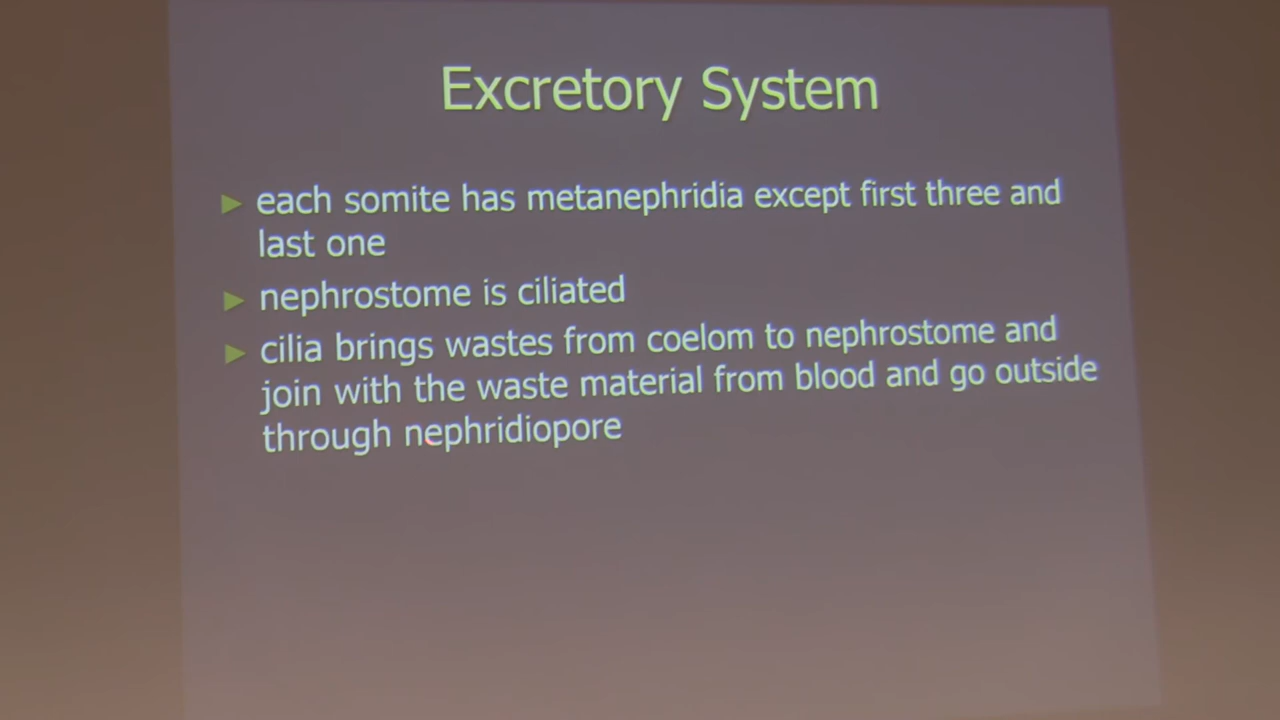 Excretory System
► each somite has metanephridia except first three and
last one
► nephrostome is ciliated
► cilia brings wastes from coelom to nephrostome and
join with the waste material from blood and go outside
through nephridiopore